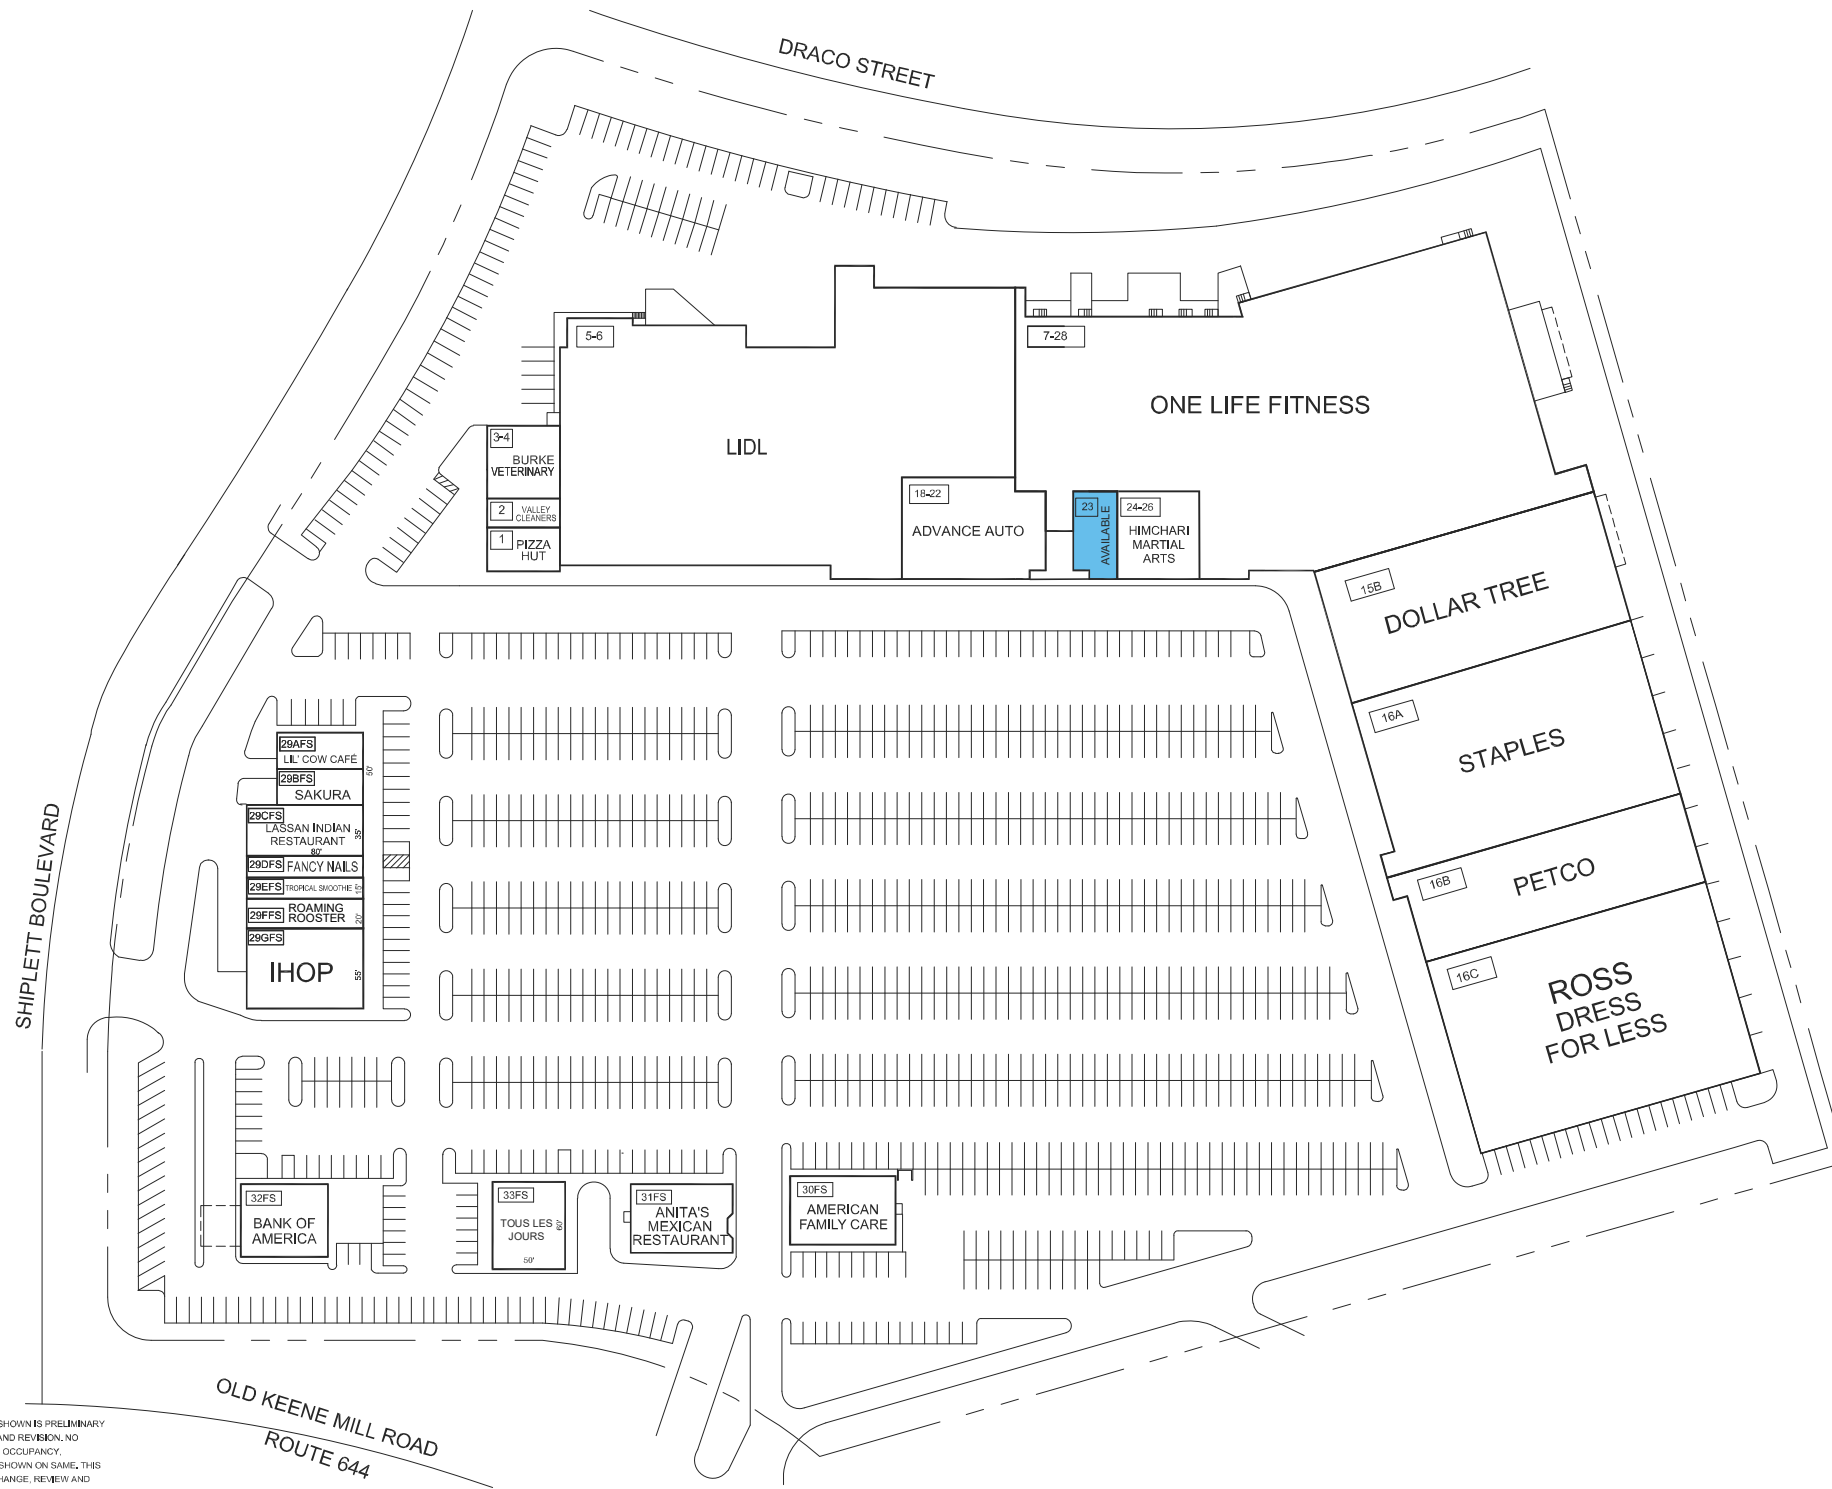 DRACO STREET
5-6
7-28
ONE LIFE FITNESS
LIDL
3-4
BURKE
VETERINARY
2
VALLEY
CLEANERS
1
PIZZA
HUT
18-22
ADVANCE AUTO
23
AVAILABLE
24-26
HIMCHARI
MARTIAL
ARTS
15B
DOLLAR TREE
16A
STAPLES
16B
PETCO
16C
ROSS
DRESS
FOR LESS
29AFS
LIL' COW CAFÉ
50'
29BFS
SAKURA
29CFS
LASSAN INDIAN
RESTAURANT
35'
80'
29DFS
FANCY NAILS
29EFS
TROPICAL SMOOTHIE
15'
29FFS
ROAMING
ROOSTER
20'
29GFS
IHOP
55'
SHIPLETT BOULEVARD
32FS
BANK OF
AMERICA
33FS
TOUS LES
JOURS
60'
50'
31FS
ANITA'S
MEXICAN
RESTAURANT
30FS
AMERICAN
FAMILY CARE
OLD KEENE MILL ROAD
ROUTE 644
SHOWN IS PRELIMINARY
AND REVISION. NO
OCCUPANCY,
SHOWN ON SAME. THIS
HANGE, REVIEW AND